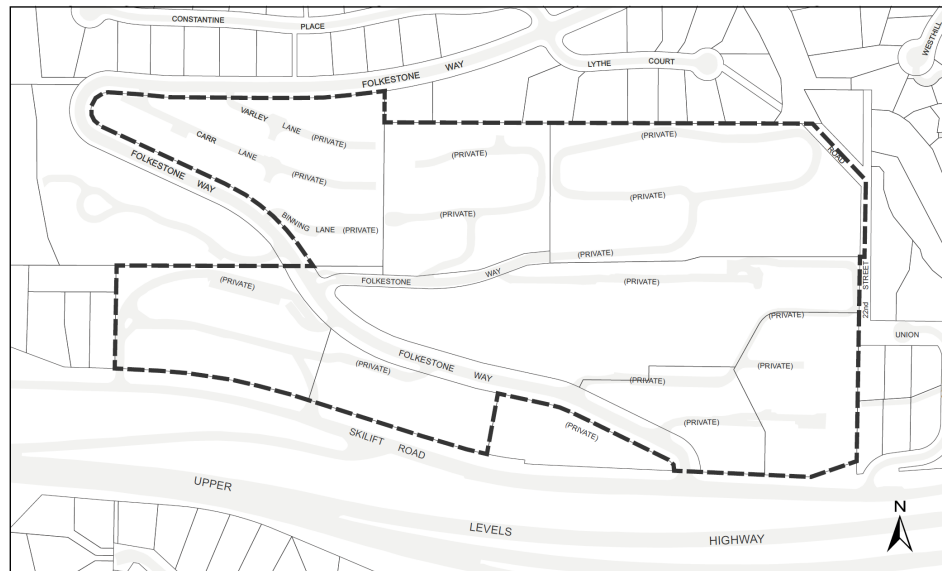 CONSTANTINE PLACE
WESTHILL
FOLKESTONE WAY
LYTHE COURT
VARLEY LANE (PRIVATE)
CARR LANE (PRIVATE)
(PRIVATE)
ROAD
(PRIVATE)
FOLKESTONE WAY
(PRIVATE)
(PRIVATE)
BINNING LANE (PRIVATE)
(PRIVATE)
FOLKESTONE WAY
(PRIVATE)
(PRIVATE)
22nd STREET
(PRIVATE)
UNION
FOLKESTONE WAY
(PRIVATE)
(PRIVATE)
(PRIVATE)
(PRIVATE)
(PRIVATE)
SKILIFT ROAD
UPPER LEVELS HIGHWAY
N